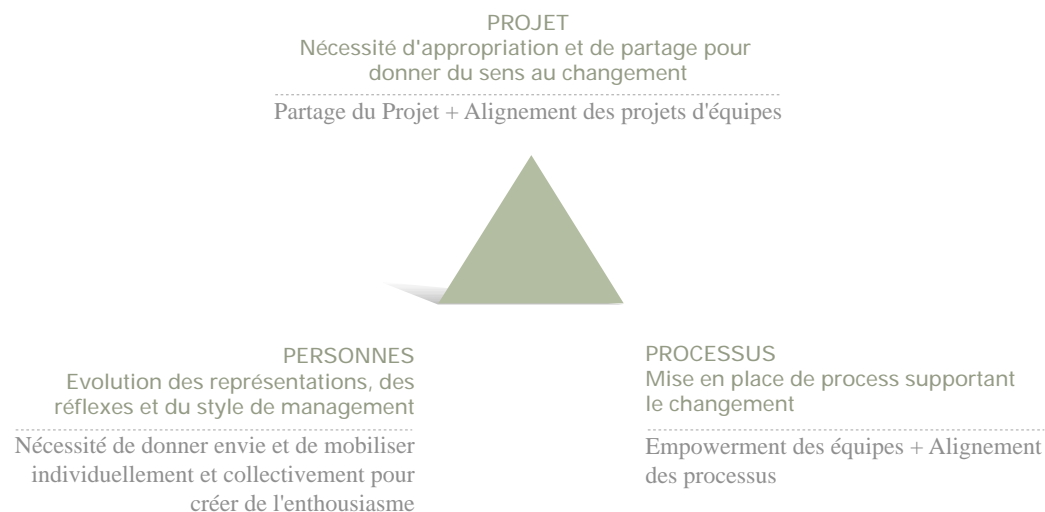 PROJET
Nécessité d'appropriation et de partage pour
donner du sens au changement
Partage du Projet + Alignement des projets d'équipes
PERSONNES
Evolution des représentations, des
réflexes et du style de management
Nécessité de donner envie et de mobiliser
individuellement et collectivement pour
créer de l'enthousiasme
PROCESSUS
Mise en place de process supportant
le changement
Empowerment des équipes + Alignement
des processus